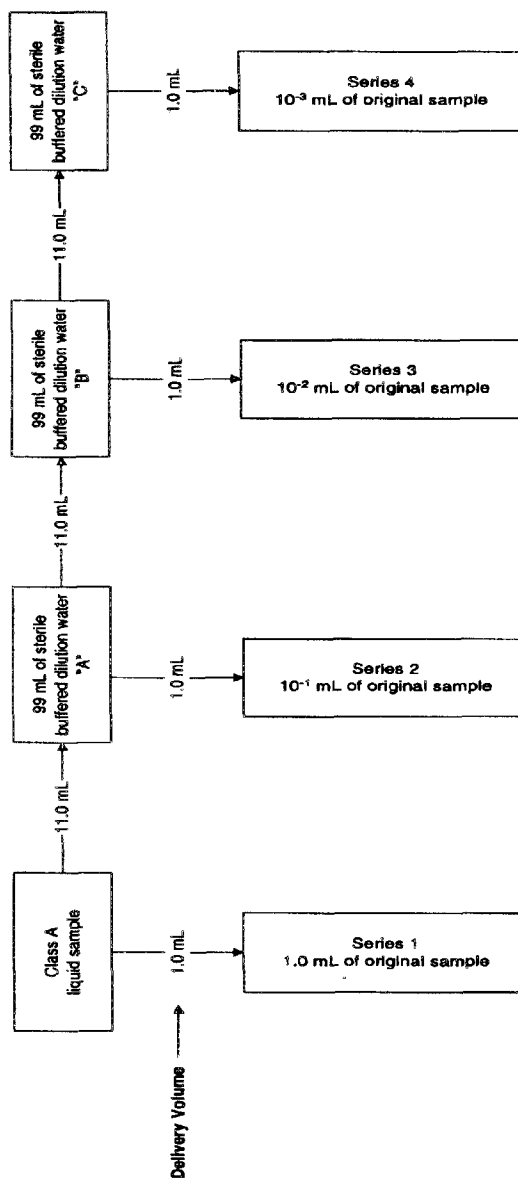 Class A
liquid sample
11.0 mL
99 mL of sterile
buffered dilution water
"A"
11.0 mL
99 mL of sterile
buffered dilution water
"B"
11.0 mL
99 mL of sterile
buffered dilution water
"C"
Delivery Volume
1.0 mL
1.0 mL
1.0 mL
1.0 mL
Series 1
1.0 mL of original sample
Series 2
10⁻¹ mL of original sample
Series 3
10⁻² mL of original sample
Series 4
10⁻³ mL of original sample